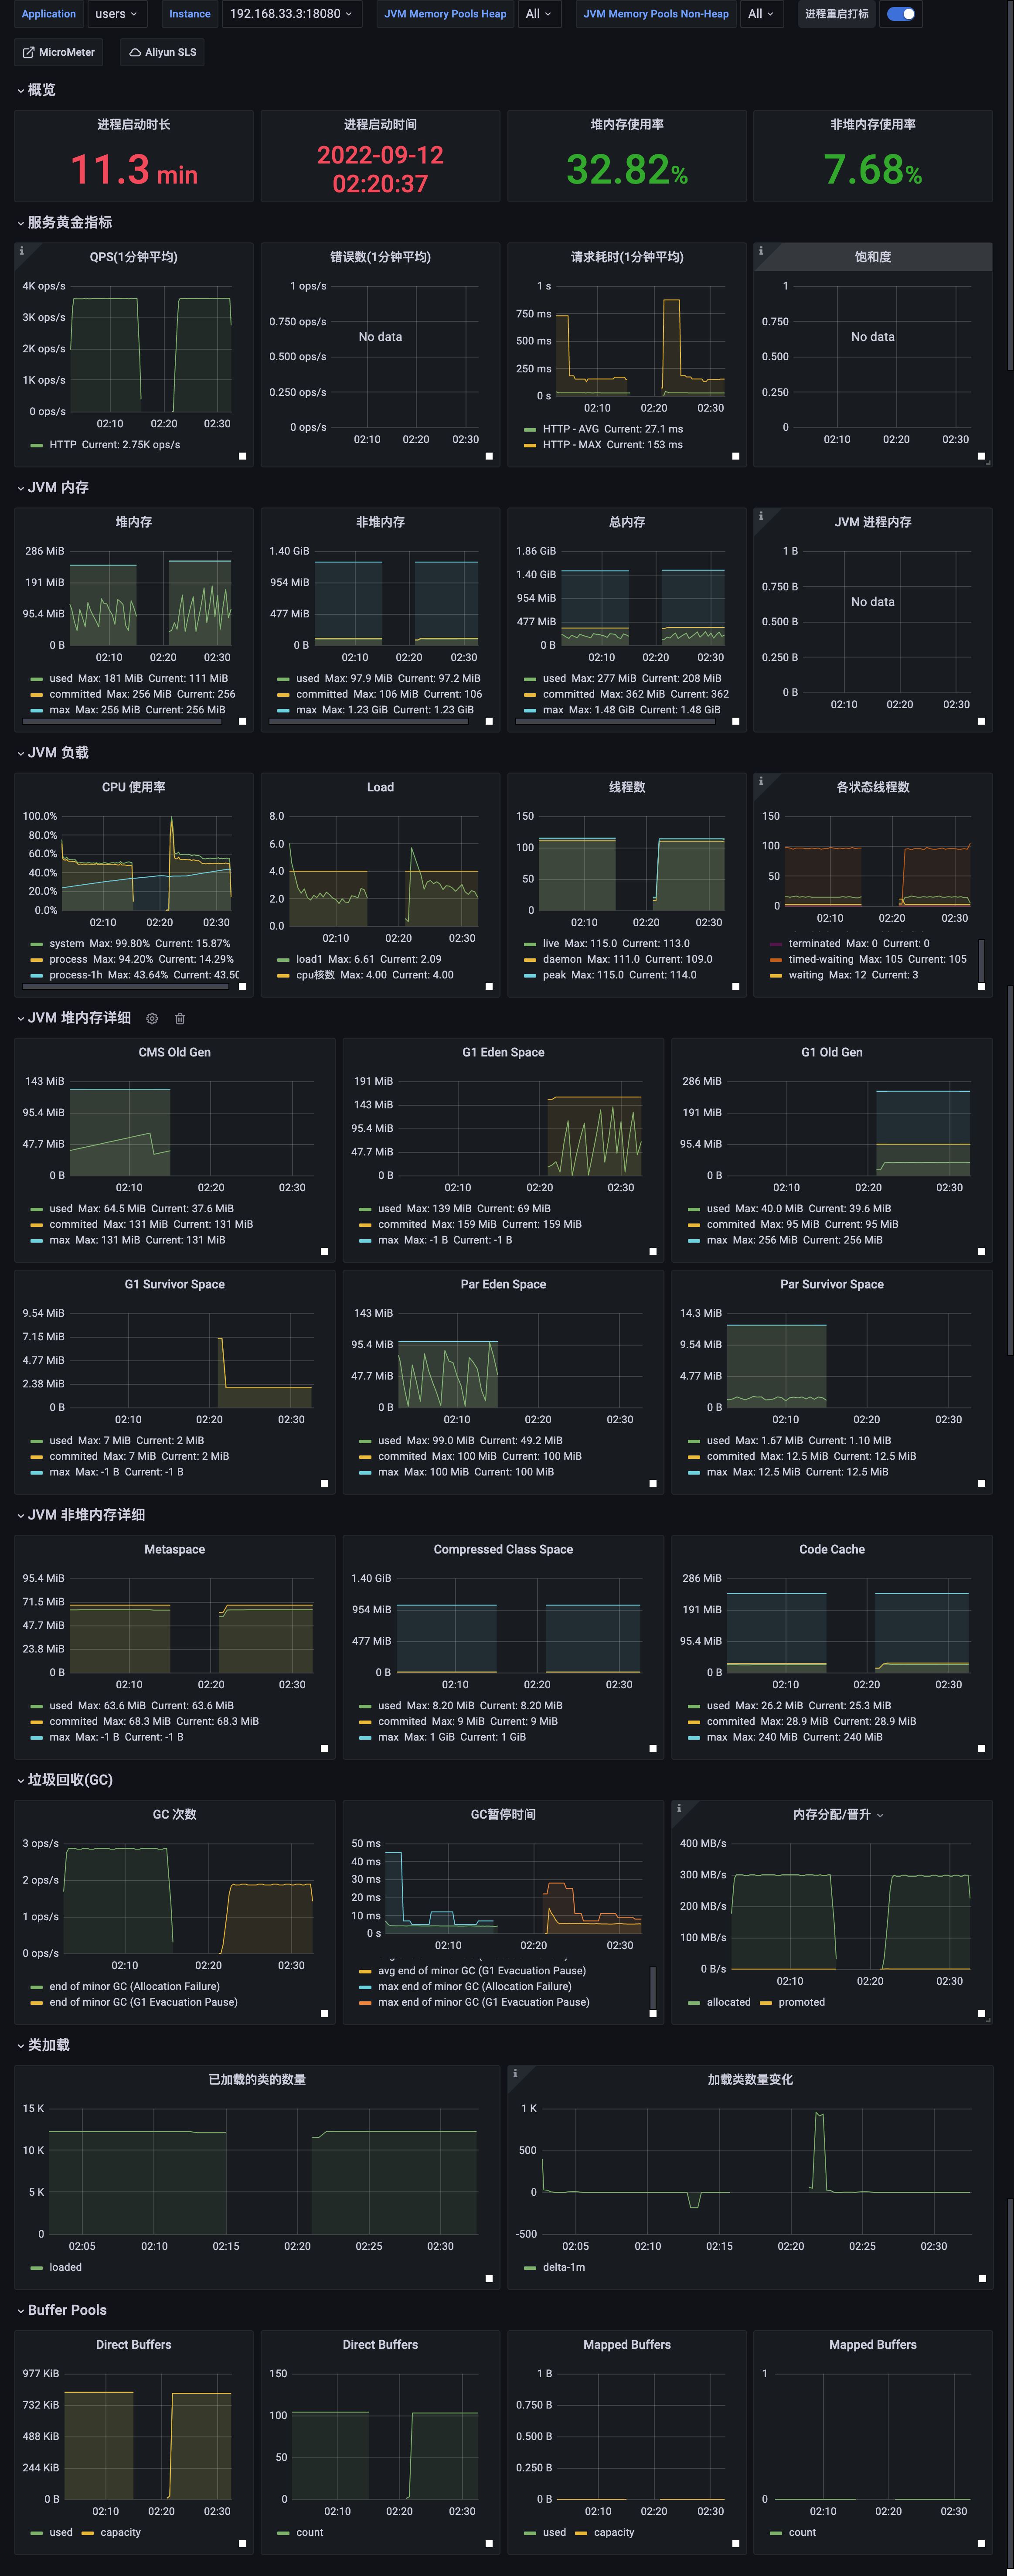 Application users Instance 192.168.33.3:18080 JVM Memory Pools Heap All JVM Memory Pools Non-Heap All 进程重启打标
MicroMeter Aliyun SLS
概览
进程启动时长
11.3 min
进程启动时间
2022-09-12
02:20:37
堆内存使用率
32.82%
非堆内存使用率
7.68%
服务黄金指标
QPS(1分钟平均)
4K ops/s
3K ops/s
2K ops/s
1K ops/s
0 ops/s
02:10 02:20 02:30
HTTP Current: 2.75K ops/s
错误数(1分钟平均)
1 ops/s
0.750 ops/s
No data
0.500 ops/s
0.250 ops/s
0 ops/s
02:10 02:20 02:30
请求耗时(1分钟平均)
1 s
750 ms
500 ms
250 ms
0 s
02:10 02:20 02:30
HTTP - AVG Current: 27.1 ms
HTTP - MAX Current: 153 ms
饱和度
1
0.750
No data
0.500
0.250
0
02:10 02:20 02:30
JVM 内存
堆内存
286 MiB
191 MiB
95.4 MiB
0 B
02:10 02:20 02:30
used Max: 181 MiB Current: 111 MiB
committed Max: 256 MiB Current: 256
max Max: 256 MiB Current: 256 MiB
非堆内存
1.40 GiB
954 MiB
477 MiB
0 B
02:10 02:20 02:30
used Max: 97.9 MiB Current: 97.2 MiB
committed Max: 106 MiB Current: 106
max Max: 1.23 GiB Current: 1.23 GiB
总内存
1.86 GiB
1.40 GiB
954 MiB
477 MiB
0 B
02:10 02:20 02:30
used Max: 277 MiB Current: 208 MiB
committed Max: 362 MiB Current: 362
max Max: 1.48 GiB Current: 1.48 GiB
JVM 进程内存
1 B
0.750 B
No data
0.500 B
0.250 B
0 B
02:10 02:20 02:30
JVM 负载
CPU 使用率
100.0%
80.0%
60.0%
40.0%
20.0%
0.0%
02:10 02:20 02:30
system Max: 99.80% Current: 15.87%
process Max: 94.20% Current: 14.29%
process-1h Max: 43.64% Current: 43.50
Load
8.0
6.0
4.0
2.0
0.0
02:10 02:20 02:30
load1 Max: 6.61 Current: 2.09
cpu核数 Max: 4.00 Current: 4.00
线程数
150
100
50
0
02:10 02:20 02:30
live Max: 115.0 Current: 113.0
daemon Max: 111.0 Current: 109.0
peak Max: 115.0 Current: 114.0
各状态线程数
150
100
50
0
02:10 02:20 02:30
terminated Max: 0 Current: 0
timed-waiting Max: 105 Current: 105
waiting Max: 12 Current: 3
JVM 堆内存详细
CMS Old Gen
143 MiB
95.4 MiB
47.7 MiB
0 B
02:10 02:20 02:30
used Max: 64.5 MiB Current: 37.6 MiB
commited Max: 131 MiB Current: 131 MiB
max Max: 131 MiB Current: 131 MiB
G1 Eden Space
191 MiB
143 MiB
95.4 MiB
47.7 MiB
0 B
02:10 02:20 02:30
used Max: 139 MiB Current: 69 MiB
commited Max: 159 MiB Current: 159 MiB
max Max: -1 B Current: -1 B
G1 Old Gen
286 MiB
191 MiB
95.4 MiB
0 B
02:10 02:20 02:30
used Max: 40.0 MiB Current: 39.6 MiB
commited Max: 95 MiB Current: 95 MiB
max Max: 256 MiB Current: 256 MiB
G1 Survivor Space
9.54 MiB
7.15 MiB
4.77 MiB
2.38 MiB
0 B
02:10 02:20 02:30
used Max: 7 MiB Current: 2 MiB
commited Max: 7 MiB Current: 2 MiB
max Max: -1 B Current: -1 B
Par Eden Space
143 MiB
95.4 MiB
47.7 MiB
0 B
02:10 02:20 02:30
used Max: 99.0 MiB Current: 49.2 MiB
commited Max: 100 MiB Current: 100 MiB
max Max: 100 MiB Current: 100 MiB
Par Survivor Space
14.3 MiB
9.54 MiB
4.77 MiB
0 B
02:10 02:20 02:30
used Max: 1.67 MiB Current: 1.10 MiB
commited Max: 12.5 MiB Current: 12.5 MiB
max Max: 12.5 MiB Current: 12.5 MiB
JVM 非堆内存详细
Metaspace
95.4 MiB
71.5 MiB
47.7 MiB
23.8 MiB
0 B
02:10 02:20 02:30
used Max: 63.6 MiB Current: 63.6 MiB
commited Max: 68.3 MiB Current: 68.3 MiB
max Max: -1 B Current: -1 B
Compressed Class Space
1.40 GiB
954 MiB
477 MiB
0 B
02:10 02:20 02:30
used Max: 8.20 MiB Current: 8.20 MiB
commited Max: 9 MiB Current: 9 MiB
max Max: 1 GiB Current: 1 GiB
Code Cache
286 MiB
191 MiB
95.4 MiB
0 B
02:10 02:20 02:30
used Max: 26.2 MiB Current: 25.3 MiB
commited Max: 28.9 MiB Current: 28.9 MiB
max Max: 240 MiB Current: 240 MiB
垃圾回收(GC)
GC 次数
3 ops/s
2 ops/s
1 ops/s
0 ops/s
02:10 02:20 02:30
end of minor GC (Allocation Failure)
end of minor GC (G1 Evacuation Pause)
GC暂停时间
50 ms
40 ms
30 ms
20 ms
10 ms
0 s
02:10 02:20 02:30
avg end of minor GC (G1 Evacuation Pause)
max end of minor GC (Allocation Failure)
max end of minor GC (G1 Evacuation Pause)
内存分配/晋升
400 MB/s
300 MB/s
200 MB/s
100 MB/s
0 B/s
02:10 02:20 02:30
allocated promoted
类加载
已加载的类的数量
15 K
10 K
5 K
0
02:05 02:10 02:15 02:20 02:25 02:30
loaded
加载类数量变化
1 K
500
0
-500
02:05 02:10 02:15 02:20 02:25 02:30
delta-1m
Buffer Pools
Direct Buffers
977 KiB
732 KiB
488 KiB
244 KiB
0 B
02:10 02:20 02:30
used capacity
Direct Buffers
150
100
50
0
02:10 02:20 02:30
count
Mapped Buffers
1 B
0.750 B
0.500 B
0.250 B
0 B
02:10 02:20 02:30
used capacity
Mapped Buffers
1
0
02:10 02:20 02:30
count